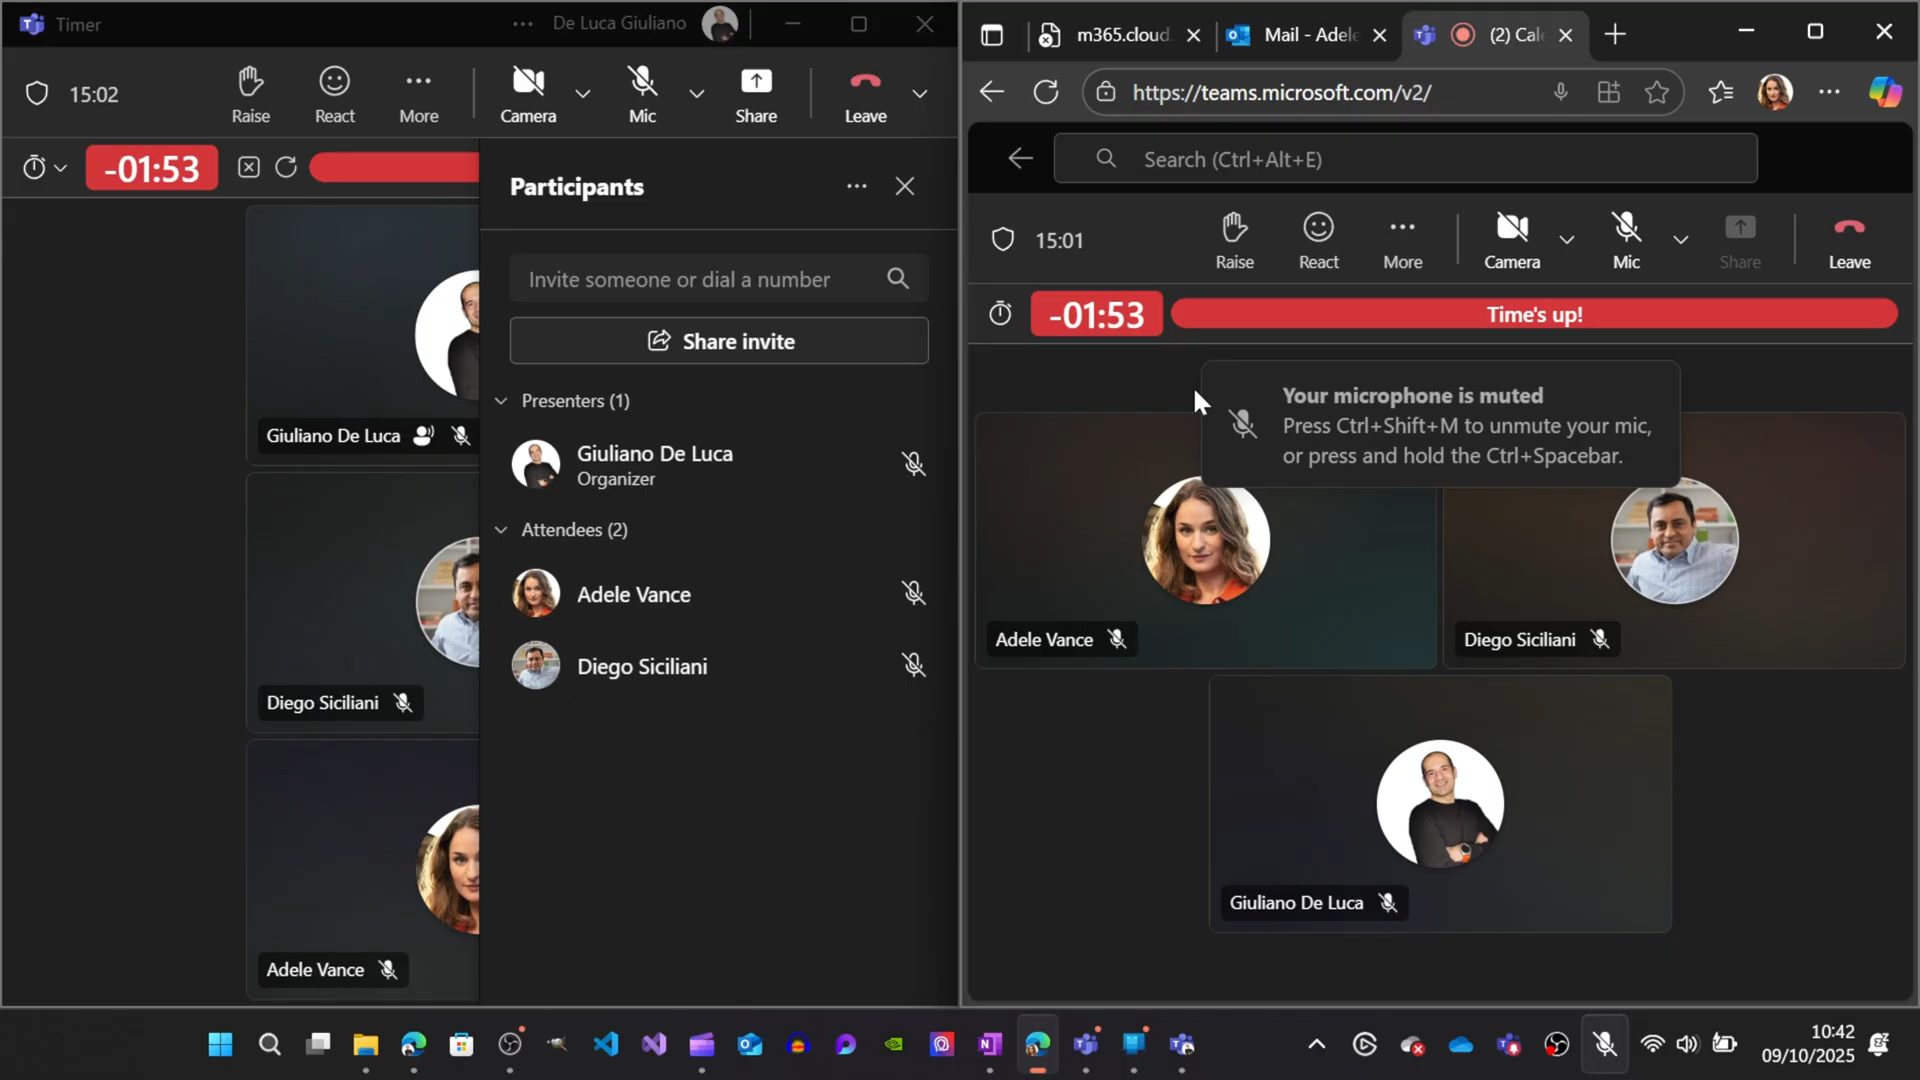 Timer
De Luca Giuliano
15:02
Raise
React
More
Camera
Mic
Share
Leave
-01:53
Giuliano De Luca
Diego Siciliani
Adele Vance
Participants
Invite someone or dial a number
Share invite
Presenters (1)
Giuliano De Luca
Organizer
Attendees (2)
Adele Vance
Diego Siciliani
m365.cloud.
Mail - Adele
(2) Cale
https://teams.microsoft.com/v2/
Search (Ctrl+Alt+E)
15:01
Raise
React
More
Camera
Mic
Share
Leave
-01:53
Time's up!
Your microphone is muted
Press Ctrl+Shift+M to unmute your mic,
or press and hold the Ctrl+Spacebar.
Adele Vance
Diego Siciliani
Giuliano De Luca
10:42
09/10/2025